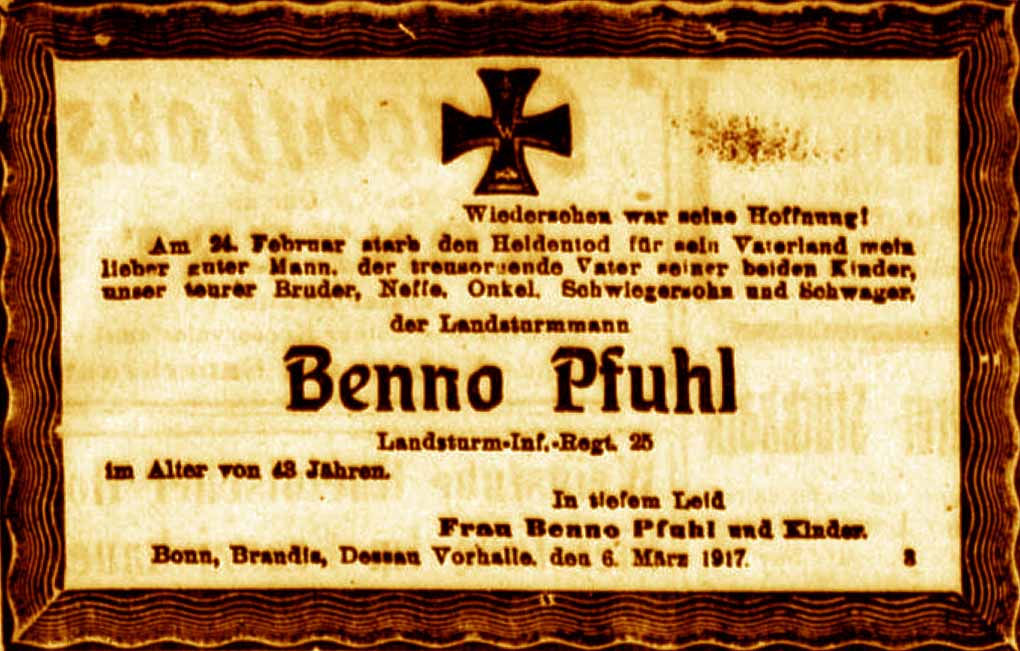 W
Wiedersehen war seine Hoffnung!
Am 24. Februar starb den Heldentod für sein Vaterland mein
lieber guter Mann, der treusorgende Vater seiner beiden Kinder,
unser teurer Bruder, Neffe, Onkel, Schwiegersohn und Schwager,
der Landsturmmann
Benno Pfuhl
Landsturm-Inf.-Regt. 25
im Alter von 43 Jahren.
In tiefem Leid
Frau Benno Pfuhl und Kinder.
Bonn, Brandis, Dessau Vorhalle, den 6. März 1917.